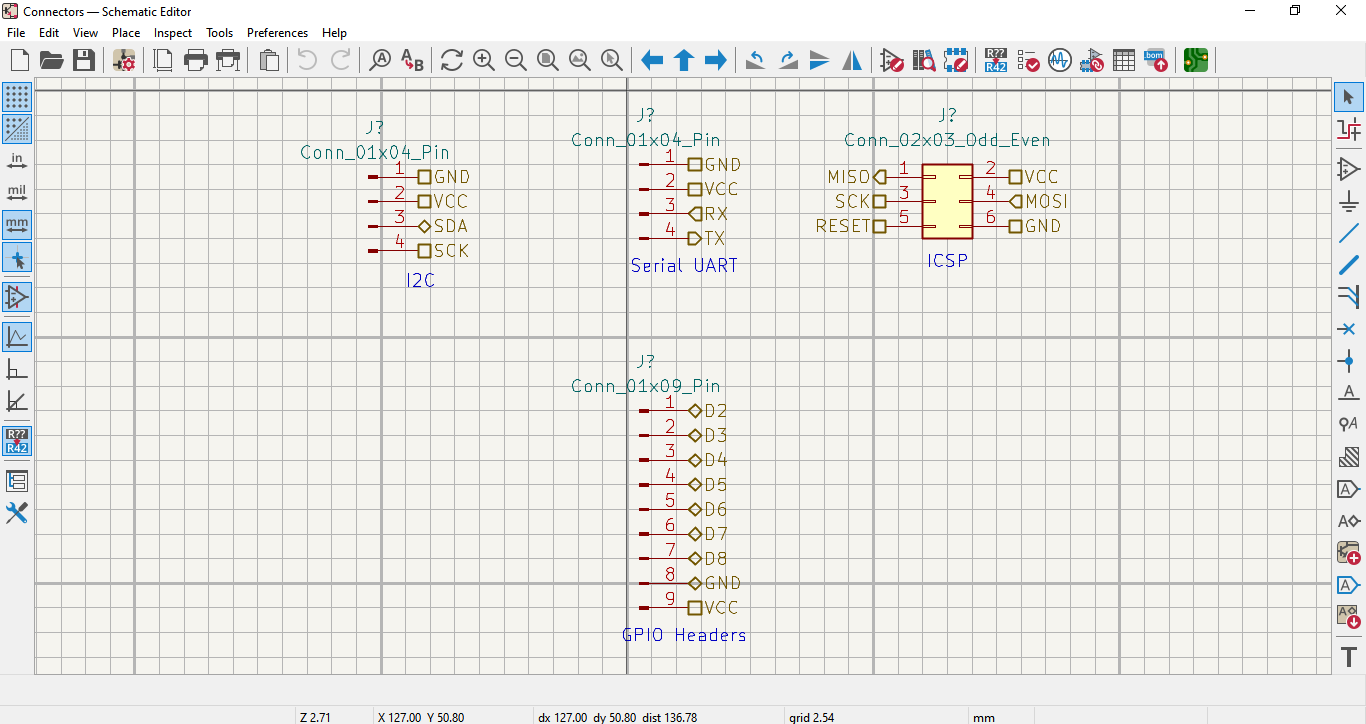 Connectors — Schematic Editor
File Edit View Place Inspect Tools Preferences Help
A
A B
R?? R42
bom
in
mil
mm
R??
R42
A
A
A
A
A
A
T
J?
Conn_01x04_Pin
1 GND
2 VCC
3 SDA
4 SCK
I2C
J?
Conn_01x04_Pin
1 GND
2 VCC
3 RX
4 TX
Serial UART
J?
Conn_02x03_Odd_Even
MISO 1 2 VCC
SCK 3 4 MOSI
RESET 5 6 GND
ICSP
J?
Conn_01x09_Pin
1 D2
2 D3
3 D4
4 D5
5 D6
6 D7
7 D8
8 GND
9 VCC
GPIO Headers
Z 2.71 X 127.00 Y 50.80 dx 127.00 dy 50.80 dist 136.78 grid 2.54 mm